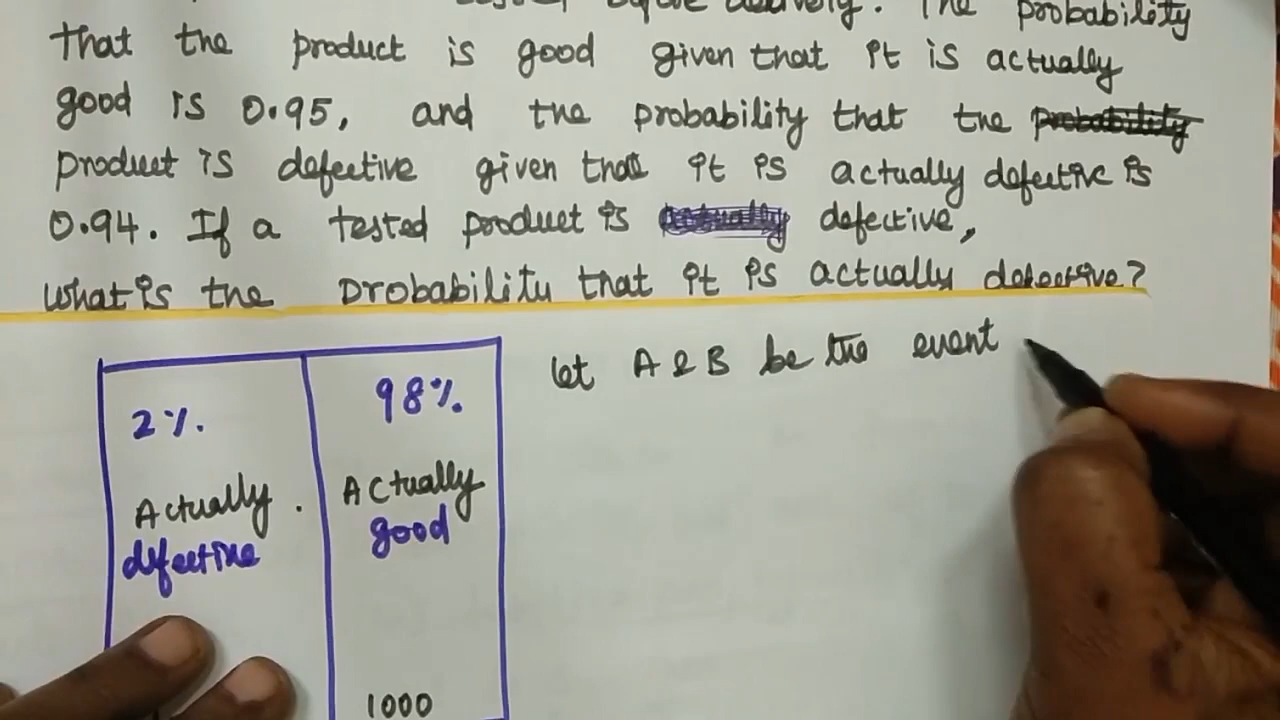 The probability
that the product is good given that it is actually
good is 0.95, and the probability that the
product is defective given that it is actually defective is
0.94. If a tested product is defective,
what is the probability that it is actually defective?
let A & B be the event
2%.
98%.
Actually
defective
Actually
good
1000